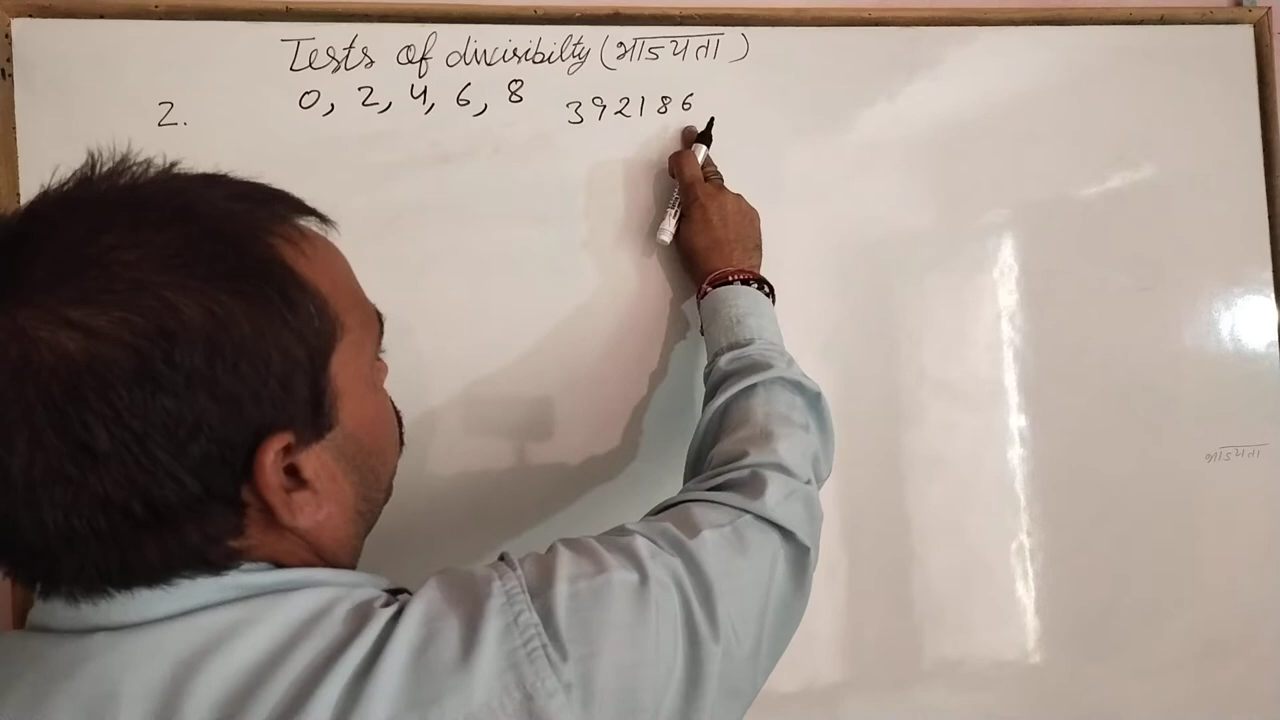 Tests of divisibilty (भाज्यता)
2. 0, 2, 4, 6, 8 392186
भाज्यता